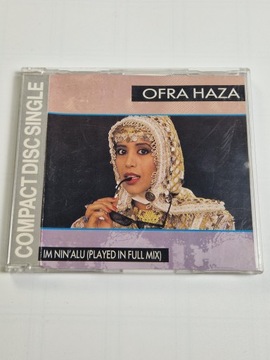 COMPACT DISC SINGLE
OFRA HAZA
IM NIN'ALU (PLAYED IN FULL MIX)